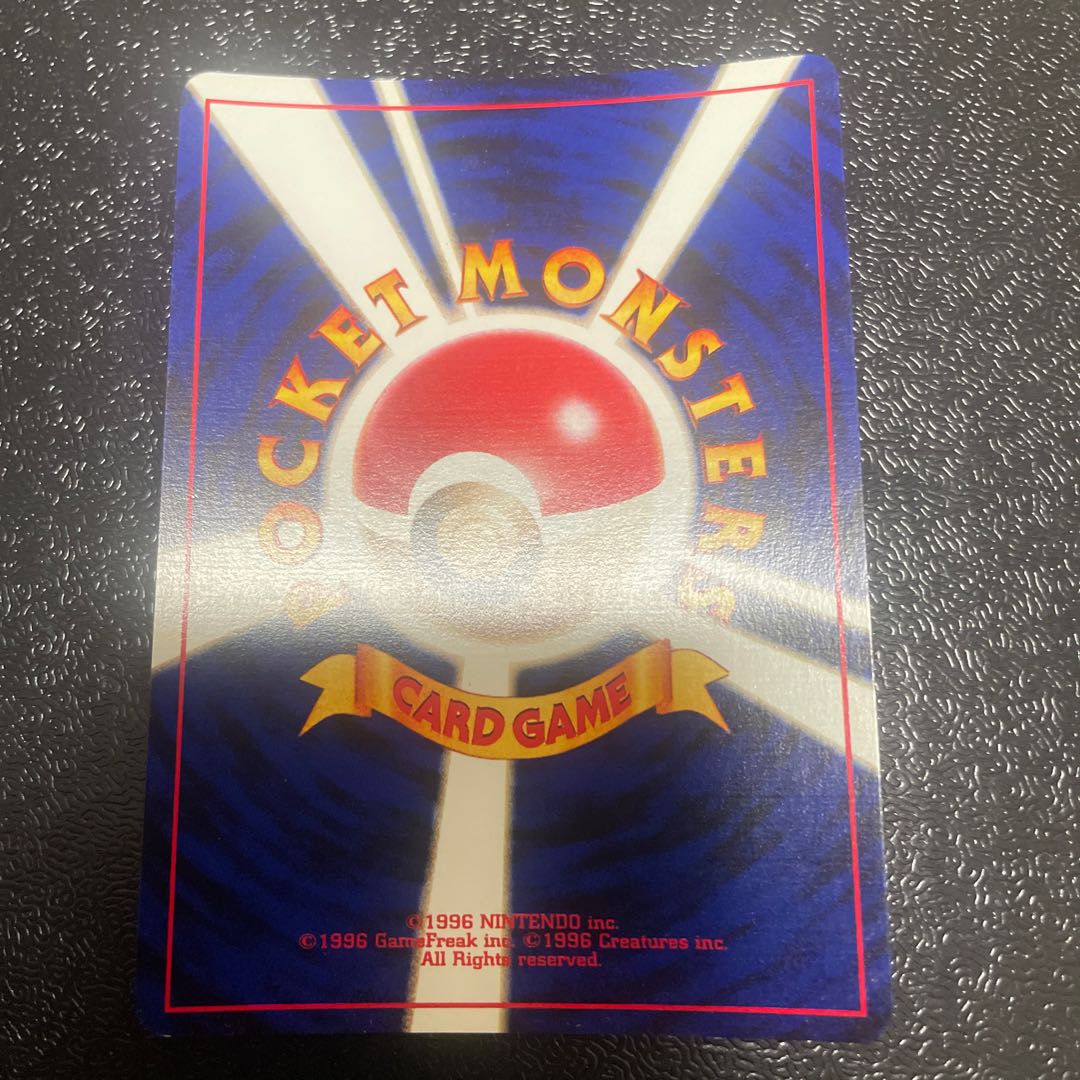 POCKET MONSTERS
CARD GAME
©1996 NINTENDO inc.
©1996 GameFreak inc. ©1996 Creatures inc.
All Rights reserved.